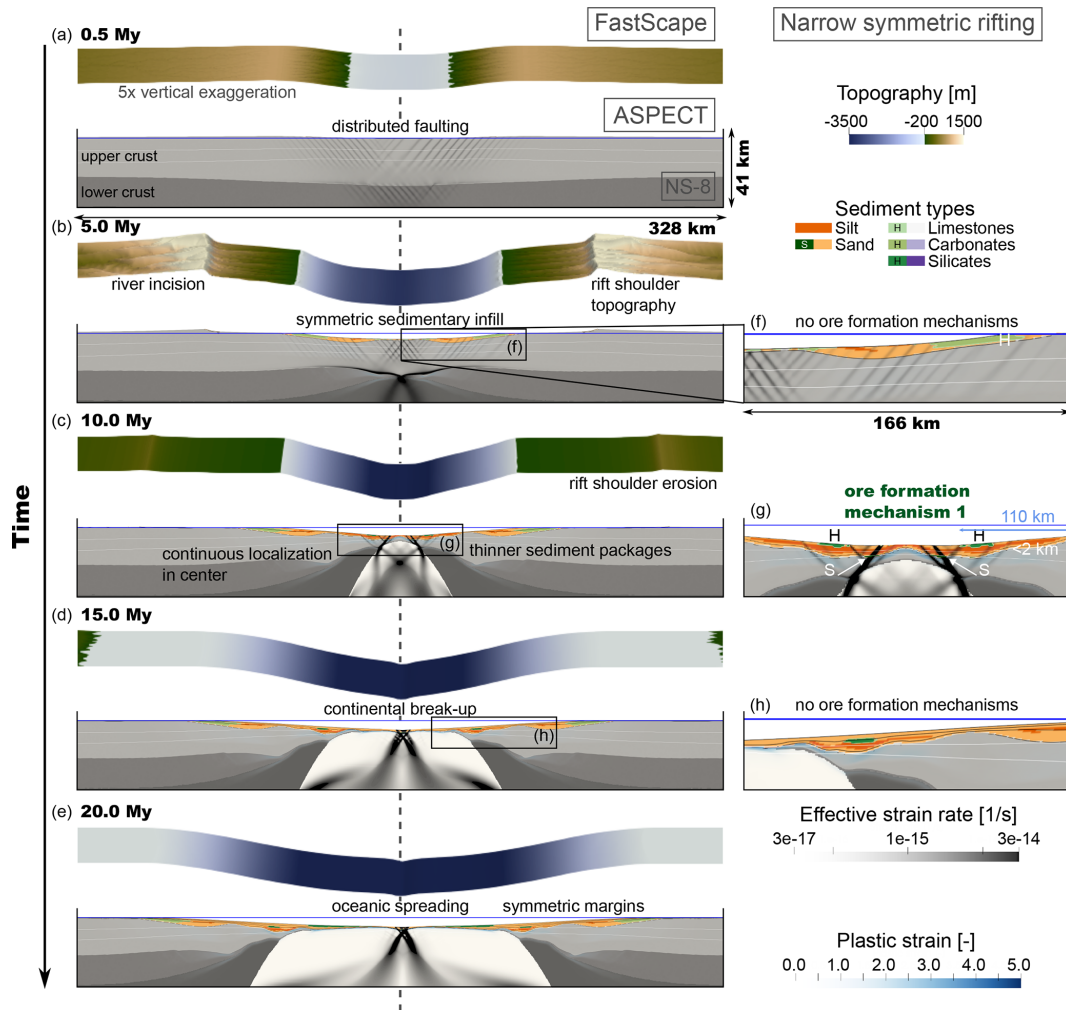 (a) 0.5 My
FastScape
Narrow symmetric rifting
5x vertical exaggeration
Topography [m]
-3500
-200
1500
ASPECT
distributed faulting
upper crust
lower crust
NS-8
41 km
328 km
Sediment types
Silt
H Limestones
S Sand
H Carbonates
H Silicates
(b) 5.0 My
river incision
rift shoulder
topography
symmetric sedimentary infill
(f)
(f) no ore formation mechanisms
H
166 km
(c) 10.0 My
rift shoulder erosion
continuous localization
in center
(g)
thinner sediment packages
ore formation
mechanism 1
(g)
110 km
H
H
<2 km
S
S
Time
(d) 15.0 My
continental break-up
(h)
(h) no ore formation mechanisms
(e) 20.0 My
oceanic spreading
symmetric margins
Effective strain rate [1/s]
3e-17
1e-15
3e-14
Plastic strain [-]
0.0 1.0 2.0 3.0 4.0 5.0